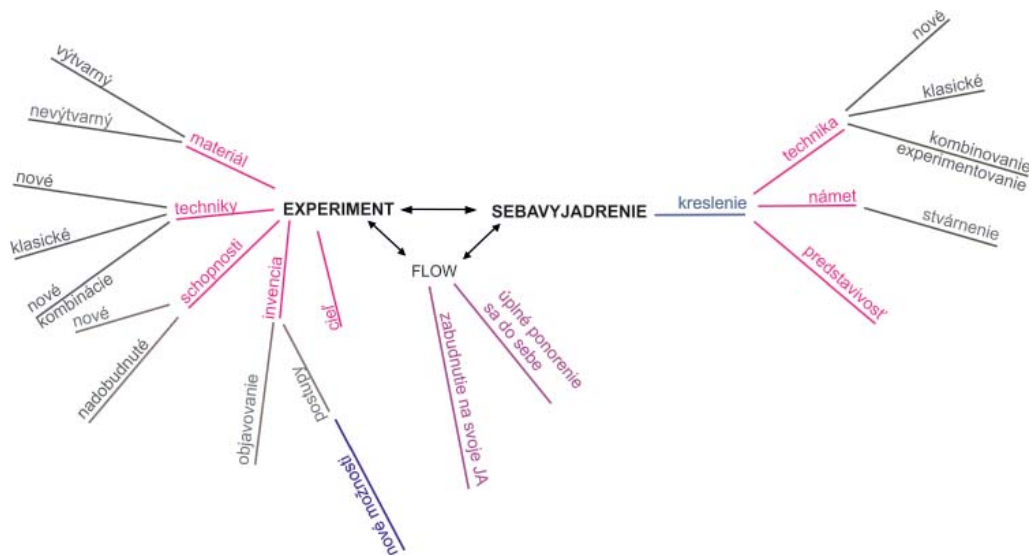 výtvarný
nevýtvarný
materiál
nové
klasické
nové
kombinácie
techniky
nové
nadobudnuté
schopnosti
EXPERIMENT
invencia
objavovanie
postupy
nové možnosti
cieľ
FLOW
zabudnutie na svoje JA
úplné ponorenie
sa do sebe
SEBAVYJADRENIE
kreslenie
technika
nové
klasické
kombinovanie
experimentovanie
námet
stvárnenie
predstavivosť